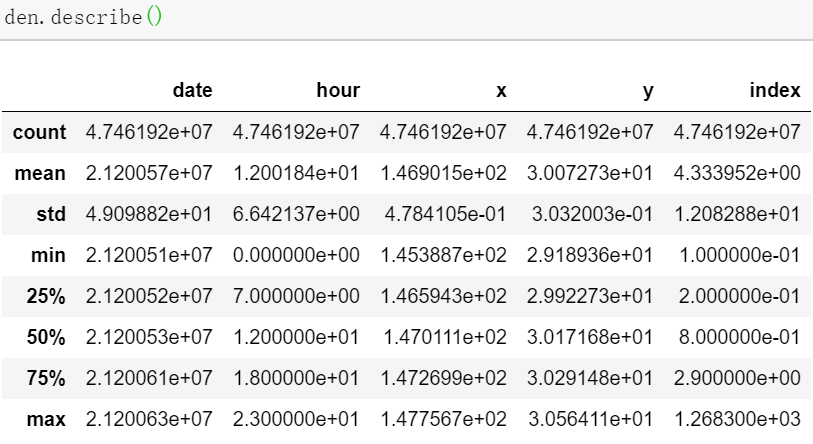 den.describe()
date hour x y index
count 4.746192e+07 4.746192e+07 4.746192e+07 4.746192e+07 4.746192e+07
mean 2.120057e+07 1.200184e+01 1.469015e+02 3.007273e+01 4.333952e+00
std 4.909882e+01 6.642137e+00 4.784105e-01 3.032003e-01 1.208288e+01
min 2.120051e+07 0.000000e+00 1.453887e+02 2.918936e+01 1.000000e-01
25% 2.120052e+07 7.000000e+00 1.465943e+02 2.992273e+01 2.000000e-01
50% 2.120053e+07 1.200000e+01 1.470111e+02 3.017168e+01 8.000000e-01
75% 2.120061e+07 1.800000e+01 1.472699e+02 3.029148e+01 2.900000e+00
max 2.120063e+07 2.300000e+01 1.477567e+02 3.056411e+01 1.268300e+03